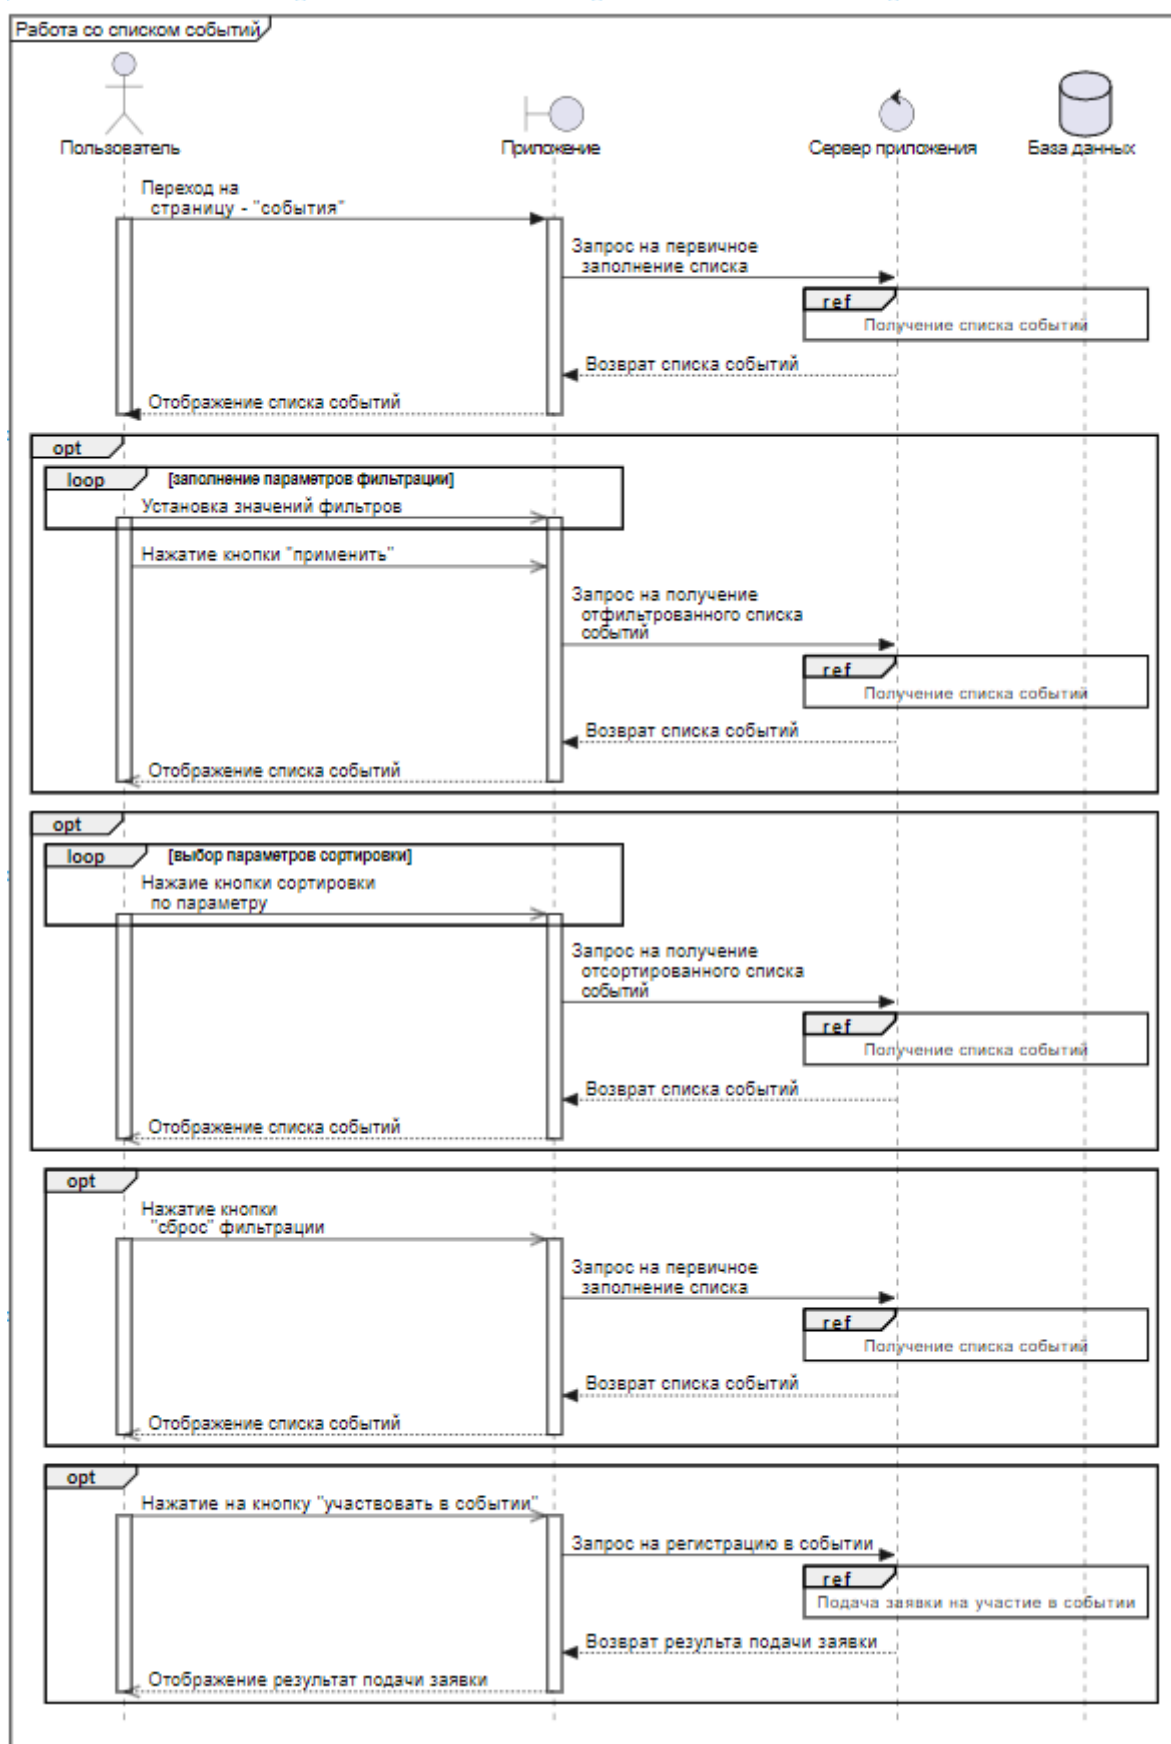 Работа со списком событий
Пользователь
Приложение
Сервер приложения
База данных
Переход на
страницу - "события"
Запрос на первичное
заполнение списка
ref
Получение списка событий
Возврат списка событий
Отображение списка событий
opt
loop
[заполнение параметров фильтрации]
Установка значений фильтров
Нажатие кнопки "применить"
Запрос на получение
отфильтрованного списка
событий
ref
Получение списка событий
Возврат списка событий
Отображение списка событий
opt
loop
[выбор параметров сортировки]
Нажаие кнопки сортировки
по параметру
Запрос на получение
отсортированного списка
событий
ref
Получение списка событий
Возврат списка событий
Отображение списка событий
opt
Нажатие кнопки
"сброс" фильтрации
Запрос на первичное
заполнение списка
ref
Получение списка событий
Возврат списка событий
Отображение списка событий
opt
Нажатие на кнопку "участвовать в событии"
Запрос на регистрацию в событии
ref
Подача заявки на участие в событии
Возврат результа подачи заявки
Отображение результат подачи заявки